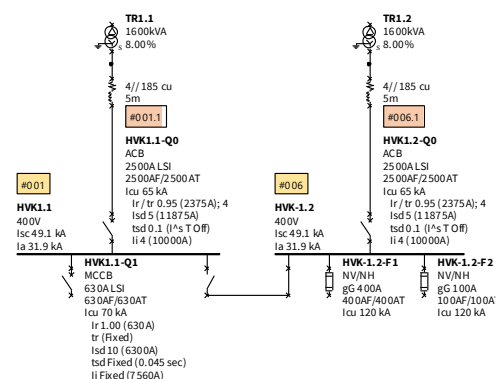 TR1.1
1600kVA
8.00%
S
4// 185 cu
5m
#001.1
HVK1.1-Q0
ACB
2500A LSI
2500AF/2500AT
Icu 65 kA
Ir/ tr 0.95 (2375A); 4
Isd 5 (11875A)
tsd 0.1 (I^s T Off)
Ii 4 (10000A)
#001
HVK1.1
400V
Isc 49.1 kA
Ia 31.9 kA
HVK1.1-Q1
MCCB
630A LSI
630AF/630AT
Icu 70 kA
Ir 1.00 (630A)
tr (Fixed)
Isd 10 (6300A)
tsd Fixed (0.045 sec)
Ii Fixed (7560A)
TR1.2
1600kVA
8.00%
S
4// 185 cu
5m
#006.1
HVK1.2-Q0
ACB
2500A LSI
2500AF/2500AT
Icu 65 kA
Ir/ tr 0.95 (2375A); 4
Isd 5 (11875A)
tsd 0.1 (I^s T Off)
Ii 4 (10000A)
#006
HVK-1.2
400V
Isc 49.1 kA
Ia 31.9 kA
HVK-1.2-F1
NV/NH
gG 400A
400AF/400AT
Icu 120 kA
HVK-1.2-F2
NV/NH
gG 100A
100AF/100AT
Icu 120 kA